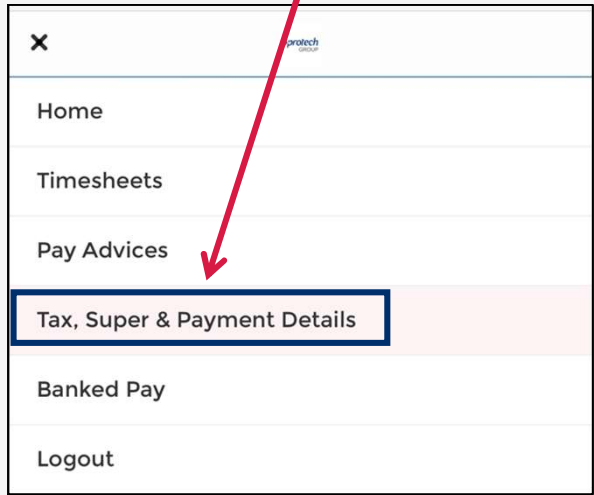 protech
GROUP
Home
Timesheets
Pay Advices
Tax, Super & Payment Details
Banked Pay
Logout